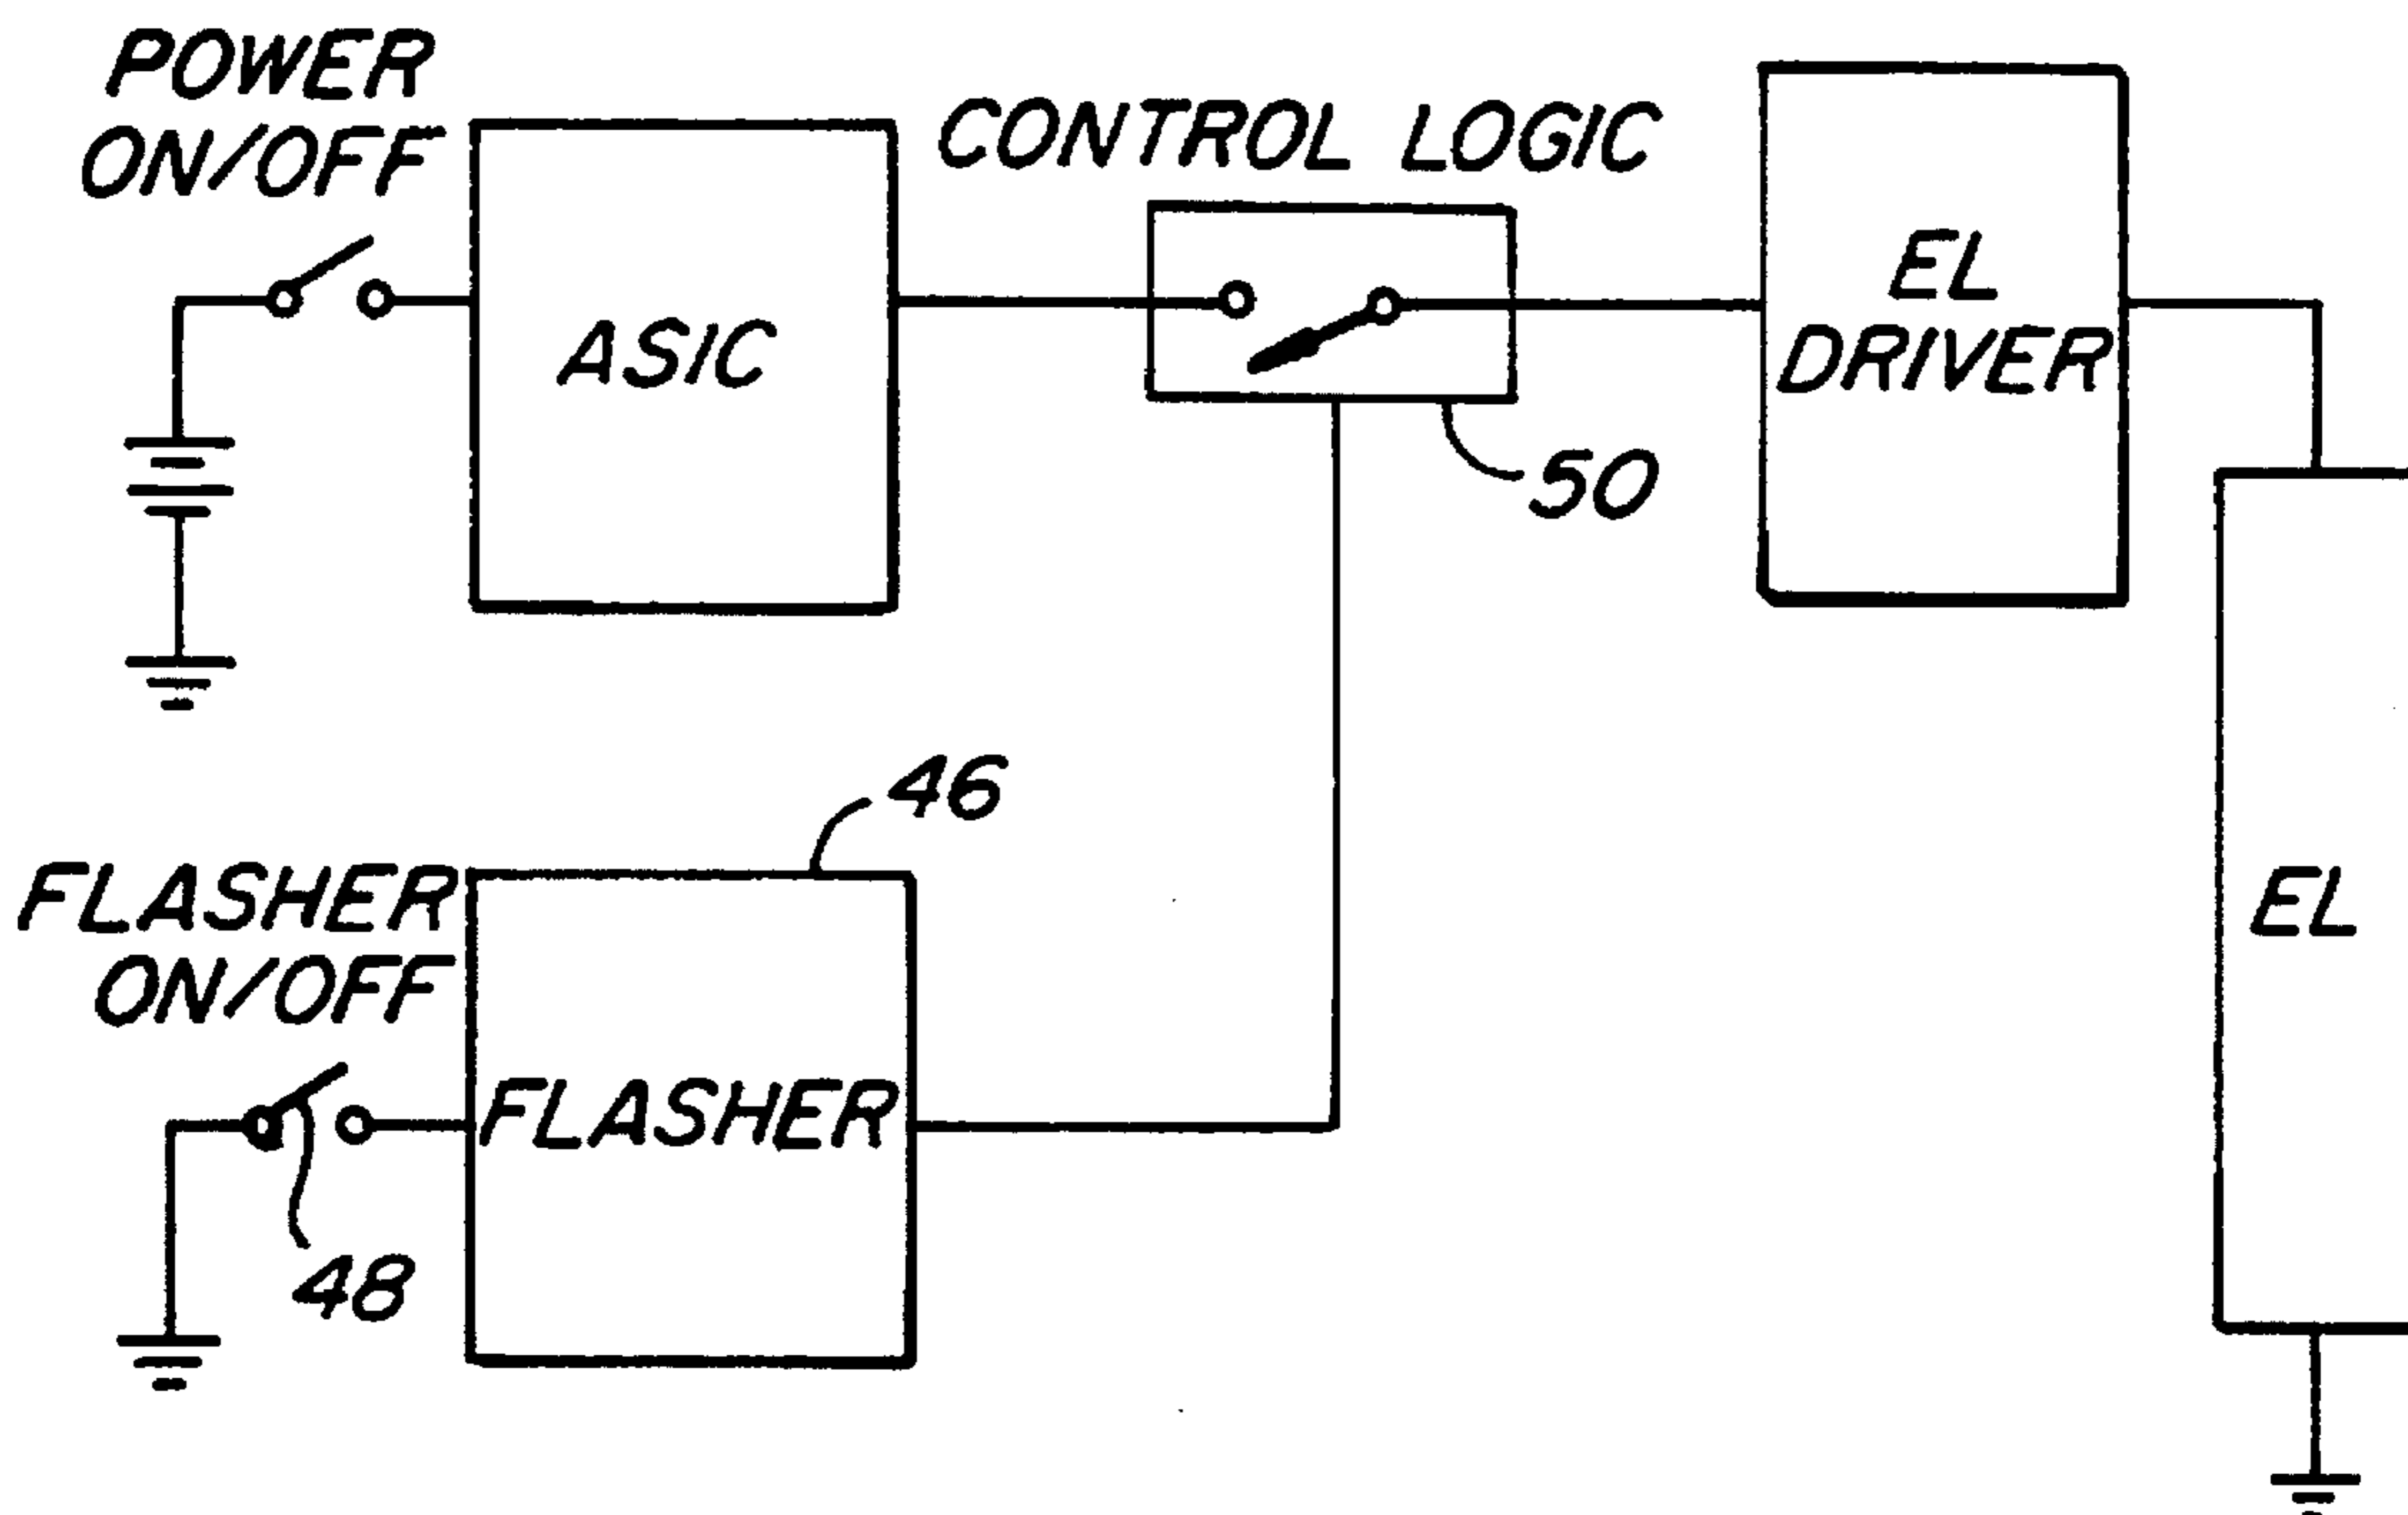 POWER
ON/OFF
ASIC
CONTROL LOGIC
50
EL
DRIVER
46
FLASHER
ON/OFF
48
FLASHER
EL